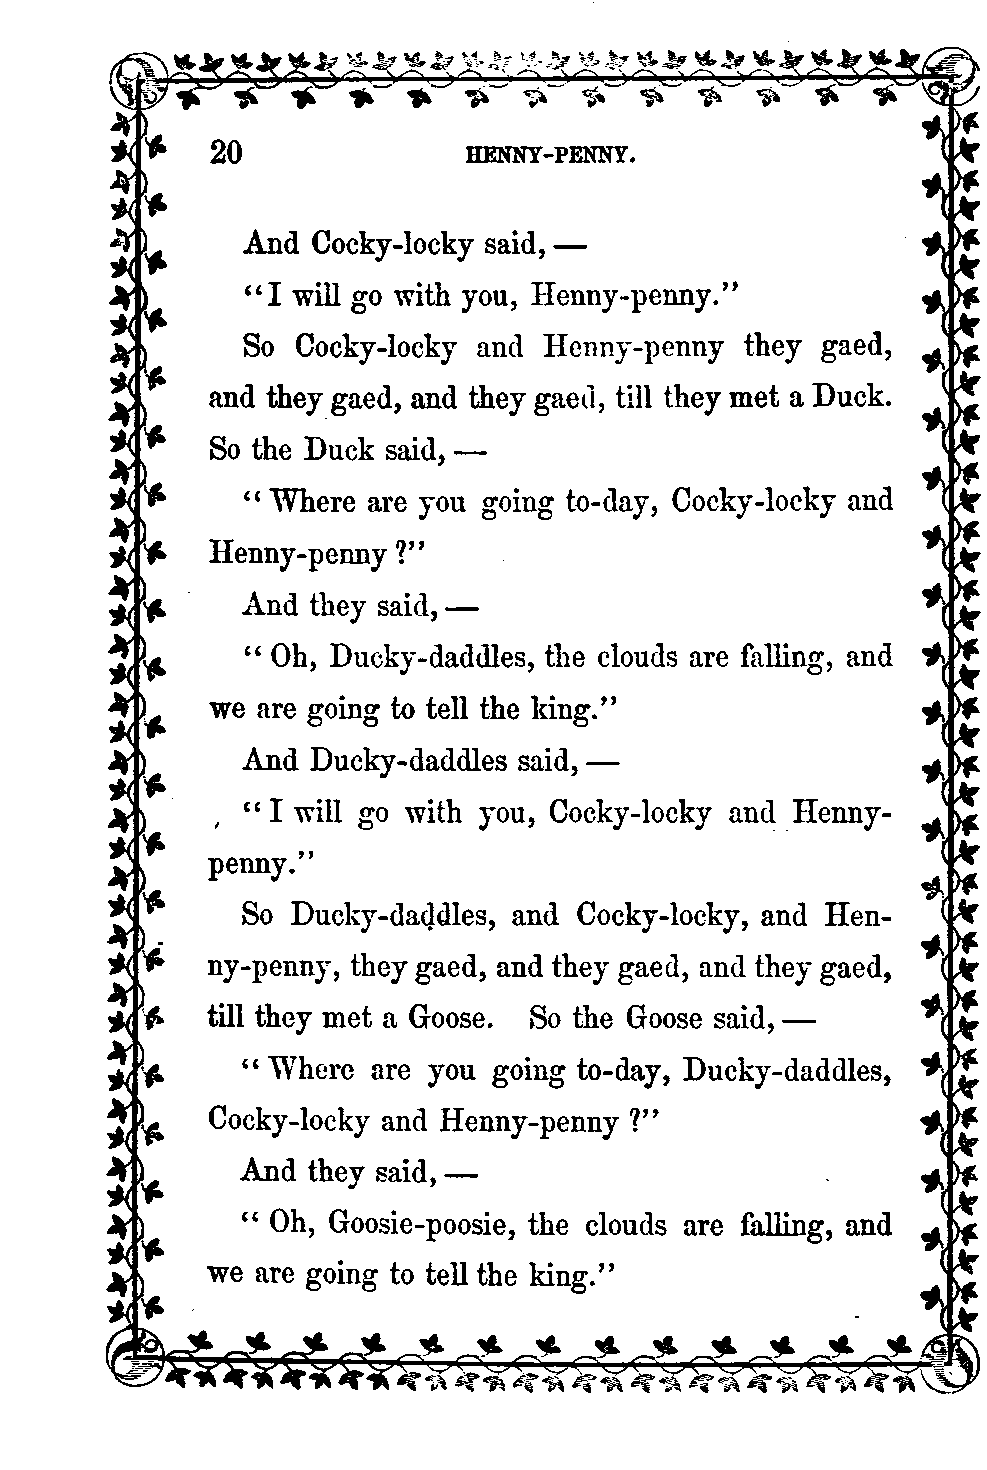 20 HENNY-PENNY.
And Cocky-locky said, —
"I will go with you, Henny-penny."
So Cocky-locky and Henny-penny they gaed,
and they gaed, and they gaed, till they met a Duck.
So the Duck said, —
"Where are you going to-day, Cocky-locky and
Henny-penny?"
And they said, —
"Oh, Ducky-daddles, the clouds are falling, and
we are going to tell the king."
And Ducky-daddles said, —
"I will go with you, Cocky-locky and Henny-
penny."
So Ducky-daddles, and Cocky-locky, and Hen-
ny-penny, they gaed, and they gaed, and they gaed,
till they met a Goose. So the Goose said, —
"Where are you going to-day, Ducky-daddles,
Cocky-locky and Henny-penny?"
And they said, —
"Oh, Goosie-poosie, the clouds are falling, and
we are going to tell the king."